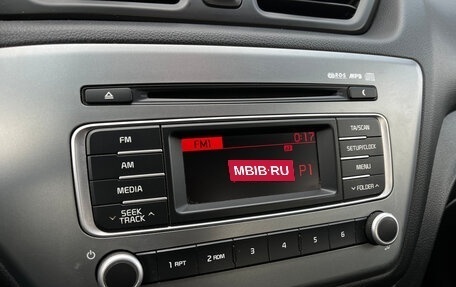 RDS MP3
FM
TA/SCAN
FM1
0:17
AM
SETUP/CLOCK
MBIB.RU
P1
MEDIA
MENU
SEEK
TRACK
FOLDER
1 RPT
2 RDM
3
4
5
6